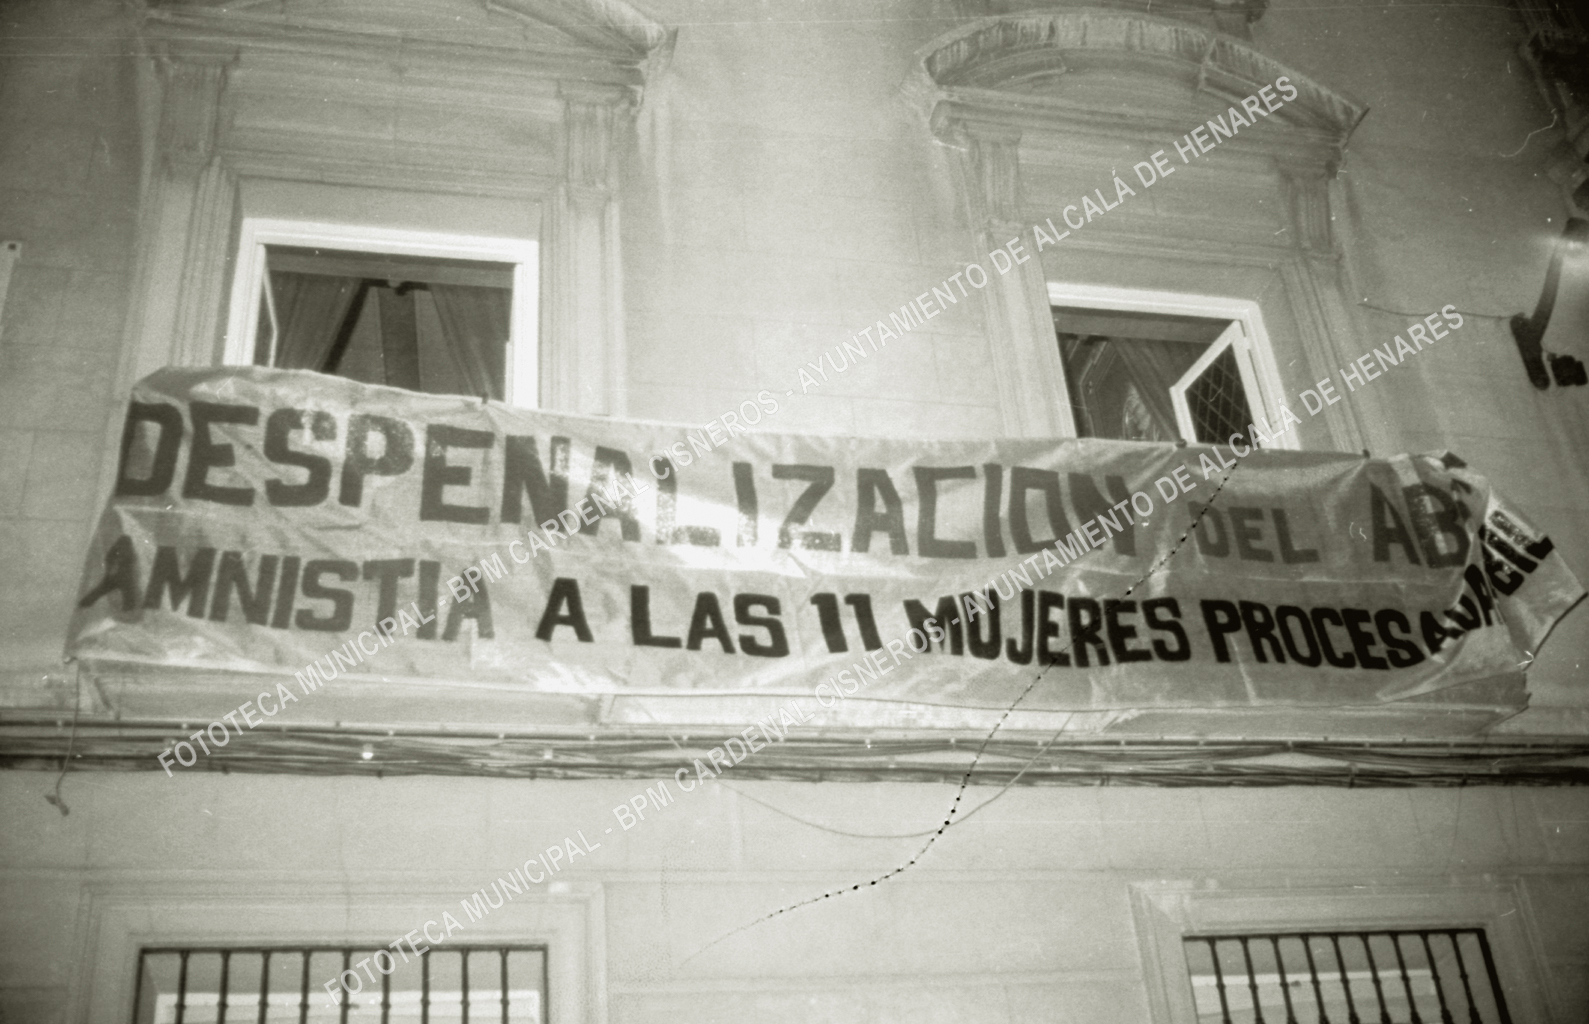 DESPENALIZACION DEL AB
AMNISTIA A LAS 11 MUJERES PROCESADAS
FOTOTECA MUNICIPAL - BPM CARDENAL CISNEROS - AYUNTAMIENTO DE ALCALÁ DE HENARES
FOTOTECA MUNICIPAL - BPM CARDENAL CISNEROS - AYUNTAMIENTO DE ALCALÁ DE HENARES